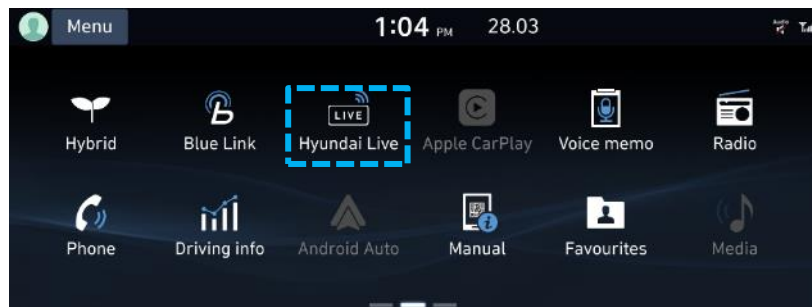 Menu 1:04 PM 28.03
LIVE
Hybrid Blue Link Hyundai Live Apple CarPlay Voice memo Radio
Phone Driving info Android Auto Manual Favourites Media